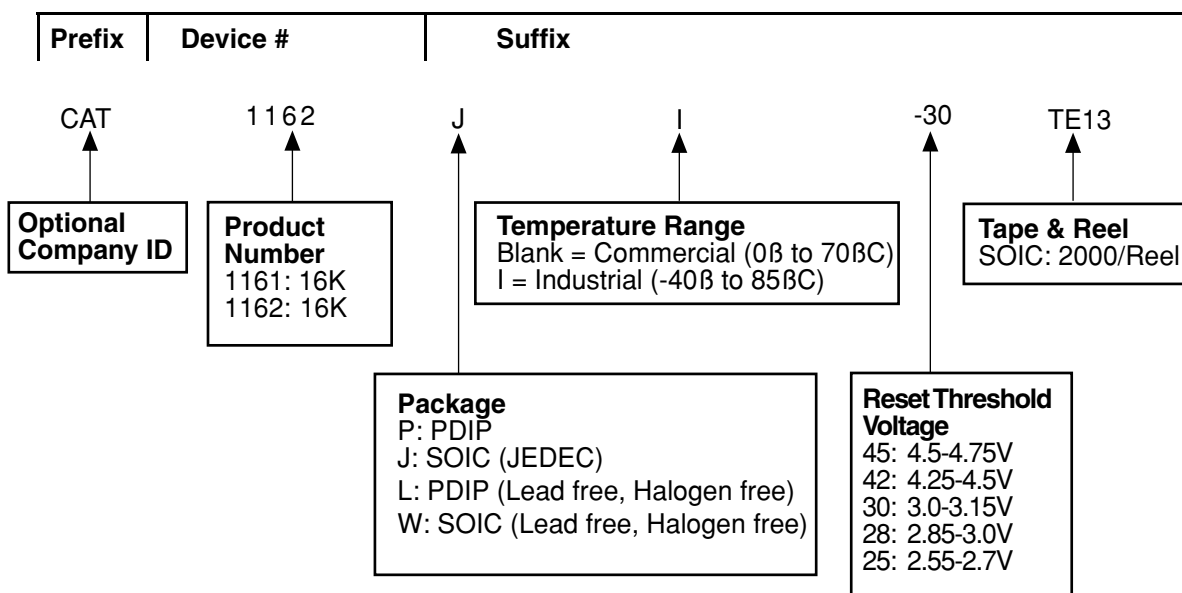 Prefix Device # Suffix
CAT 1162 J I -30 TE13
Optional
Company ID
Product
Number
1161: 16K
1162: 16K
Temperature Range
Blank = Commercial (0ß to 70ßC)
I = Industrial (-40ß to 85ßC)
Tape & Reel
SOIC: 2000/Reel
Package
P: PDIP
J: SOIC (JEDEC)
L: PDIP (Lead free, Halogen free)
W: SOIC (Lead free, Halogen free)
Reset Threshold
Voltage
45: 4.5-4.75V
42: 4.25-4.5V
30: 3.0-3.15V
28: 2.85-3.0V
25: 2.55-2.7V